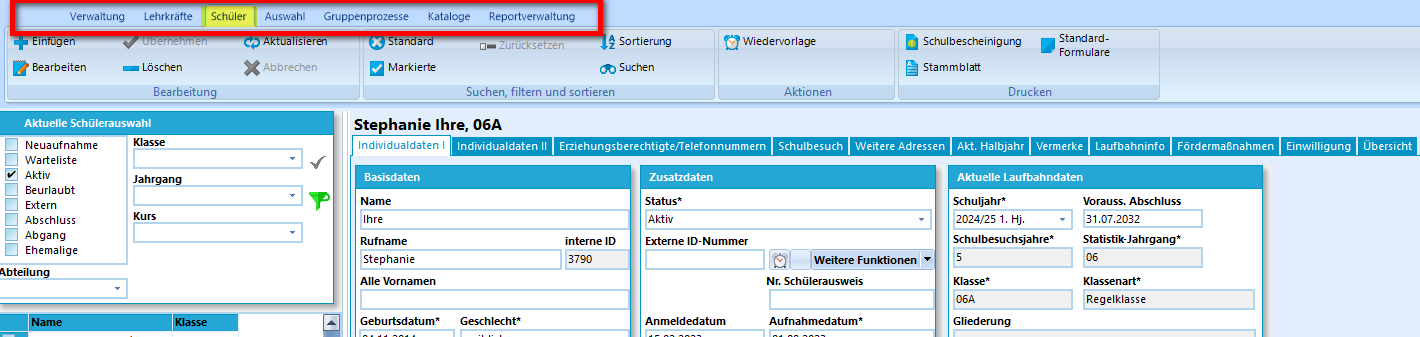 Verwaltung Lehrkräfte Schüler Auswahl Gruppenprozesse Kataloge Reportverwaltung
Einfügen Übernehmen Aktualisieren Standard Zurücksetzen Sortierung Wiedervorlage Schulbescheinigung Standard-Formulare
Bearbeiten Löschen Abbrechen Markierte Suchen Stammblatt
Bearbeitung Suchen, filtern und sortieren Aktionen Drucken
Aktuelle Schülerauswahl
Neuaufnahme
Warteliste
Aktiv
Beurlaubt
Extern
Abschluss
Abgang
Ehemalige
Klasse
Jahrgang
Kurs
Abteilung
Name Klasse
Stephanie Ihre, 06A
Individualdaten I Individualdaten II Erziehungsberechtigte/Telefonnummern Schulbesuch Weitere Adressen Akt. Halbjahr Vermerke Laufbahninfo Fördermaßnahmen Einwilligung Übersicht
Basisdaten
Name
Ihre
Rufname interne ID
Stephanie 3790
Alle Vornamen
Geburtsdatum* Geschlecht*
Zusatzdaten
Status*
Aktiv
Externe ID-Nummer
Weitere Funktionen
Nr. Schülerausweis
Anmeldedatum Aufnahmedatum*
Aktuelle Laufbahndaten
Schuljahr* Vorauss. Abschluss
2024/25 1. Hj. 31.07.2032
Schulbesuchsjahre* Statistik-Jahrgang*
5 06
Klasse* Klassenart*
06A Regelklasse
Gliederung